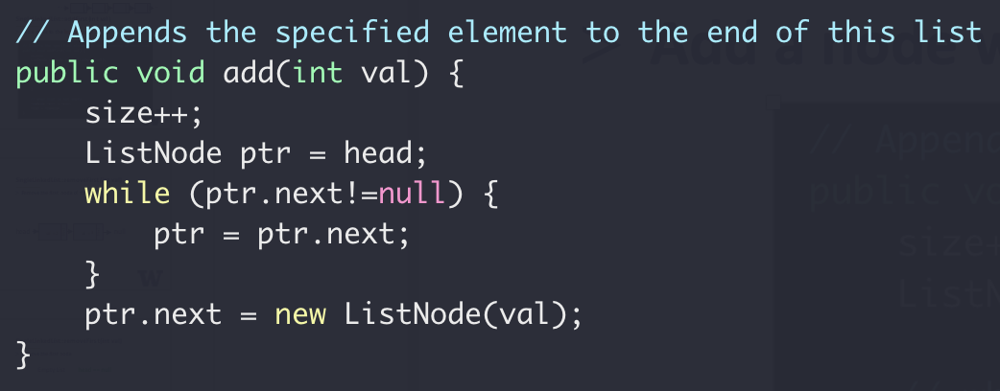 // Appends the specified element to the end of this list
public void add(int val) {
    size++;
    ListNode ptr = head;
    while (ptr.next!=null) {
        ptr = ptr.next;
    }
    ptr.next = new ListNode(val);
}